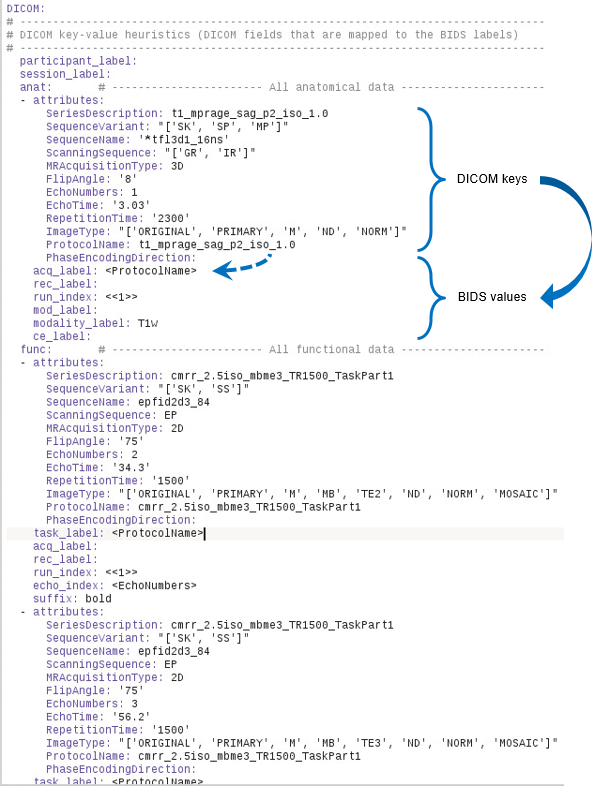 DICOM:
# --------------------------------------------------------------------------------
# DICOM key-value heuristics (DICOM fields that are mapped to the BIDS labels)
# --------------------------------------------------------------------------------
participant_label:
session_label:
anat:       # ----------------------- All anatomical data ----------------------
- attributes:
SeriesDescription: t1_mprage_sag_p2_iso_1.0
SequenceVariant: "['SK', 'SP', 'MP']"
SequenceName: '*tfl3d1_16ns'
ScanningSequence: "['GR', 'IR']"
MRAcquisitionType: 3D
FlipAngle: '8'
EchoNumbers: 1
EchoTime: '3.03'
RepetitionTime: '2300'
ImageType: "['ORIGINAL', 'PRIMARY', 'M', 'ND', 'NORM']"
ProtocolName: t1_mprage_sag_p2_iso_1.0
PhaseEncodingDirection:
DICOM keys
acq_label: <ProtocolName>
rec_label:
run_index: <<1>>
mod_label:
modality_label: T1w
ce_label:
BIDS values
func:       # ----------------------- All functional data ----------------------
- attributes:
SeriesDescription: cmrr_2.5iso_mbme3_TR1500_TaskPart1
SequenceVariant: "['SK', 'SS']"
SequenceName: epfid2d3_84
ScanningSequence: EP
MRAcquisitionType: 2D
FlipAngle: '75'
EchoNumbers: 2
EchoTime: '34.3'
RepetitionTime: '1500'
ImageType: "['ORIGINAL', 'PRIMARY', 'M', 'MB', 'TE2', 'ND', 'NORM', 'MOSAIC']"
ProtocolName: cmrr_2.5iso_mbme3_TR1500_TaskPart1
PhaseEncodingDirection:
task_label: <ProtocolName>
acq_label:
rec_label:
run_index: <<1>>
echo_index: <EchoNumbers>
suffix: bold
- attributes:
SeriesDescription: cmrr_2.5iso_mbme3_TR1500_TaskPart1
SequenceVariant: "['SK', 'SS']"
SequenceName: epfid2d3_84
ScanningSequence: EP
MRAcquisitionType: 2D
FlipAngle: '75'
EchoNumbers: 3
EchoTime: '56.2'
RepetitionTime: '1500'
ImageType: "['ORIGINAL', 'PRIMARY', 'M', 'MB', 'TE3', 'ND', 'NORM', 'MOSAIC']"
ProtocolName: cmrr_2.5iso_mbme3_TR1500_TaskPart1
PhaseEncodingDirection:
task_label: <ProtocolName>